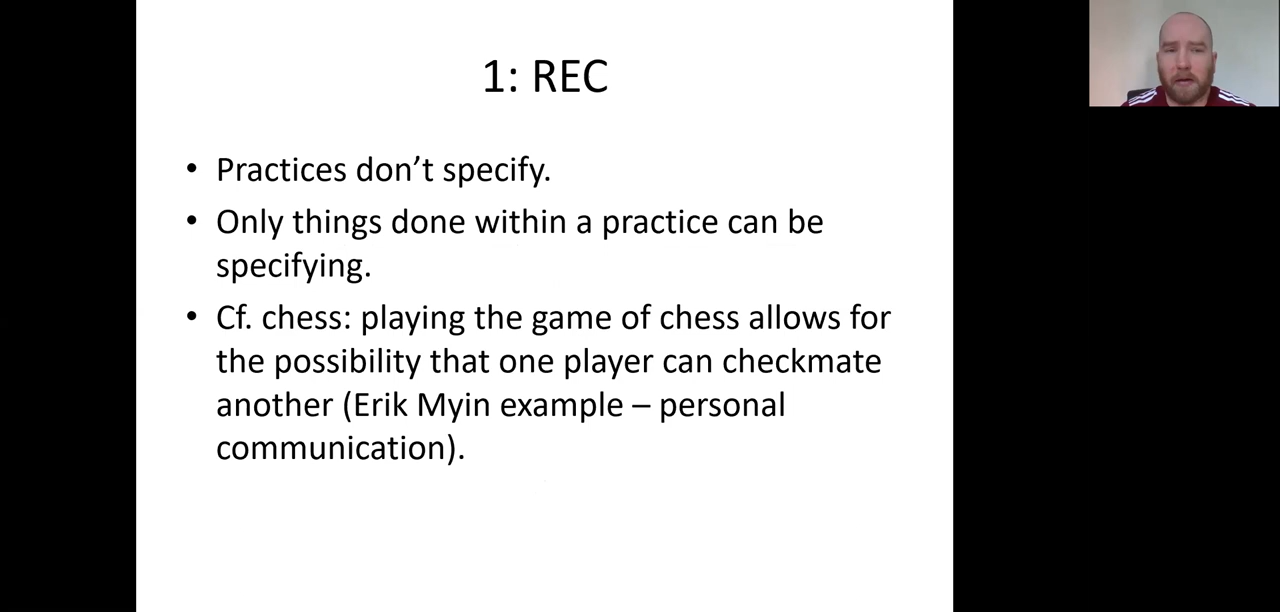 1: REC
• Practices don’t specify.
• Only things done within a practice can be
specifying.
• Cf. chess: playing the game of chess allows for
the possibility that one player can checkmate
another (Erik Myin example – personal
communication).